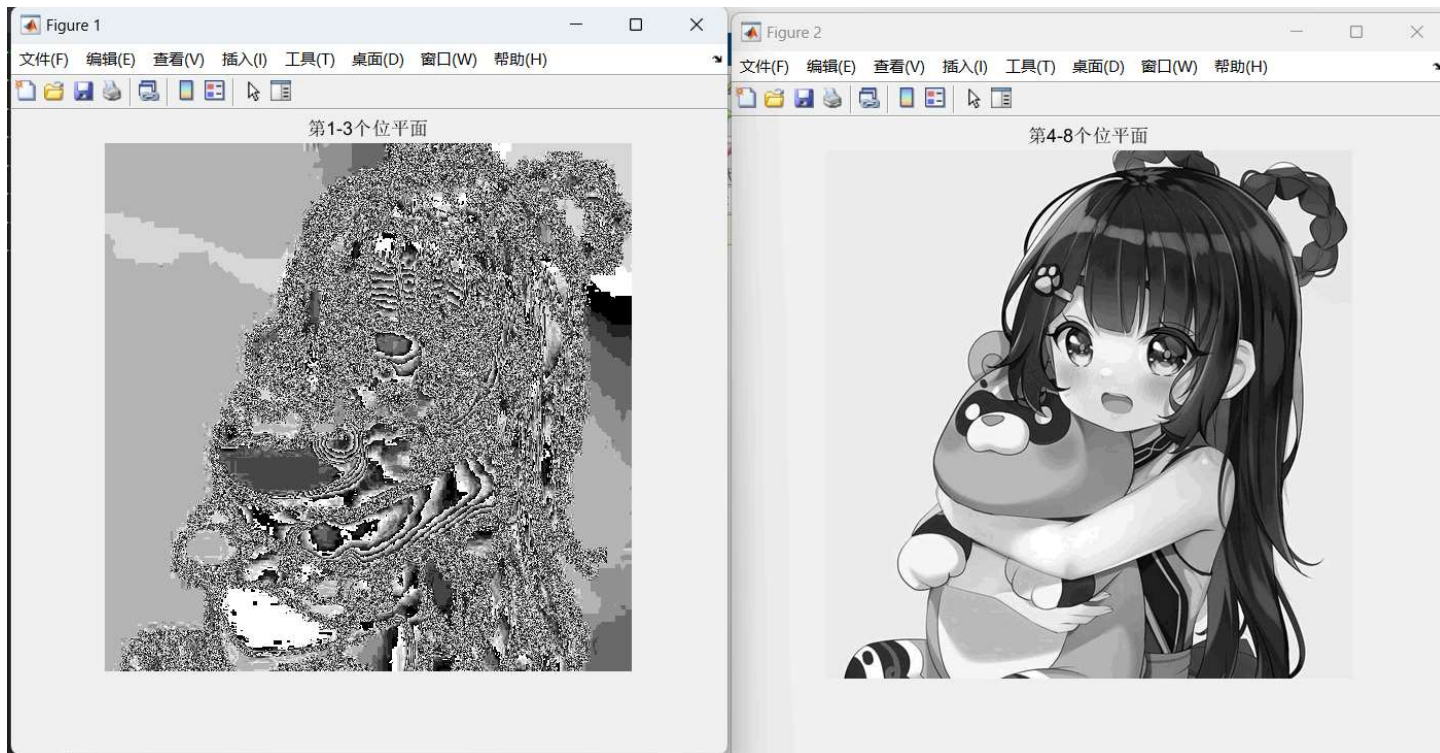 Figure 1
文件(F) 编辑(E) 查看(V) 插入(I) 工具(T) 桌面(D) 窗口(W) 帮助(H)
第1-3个位平面
Figure 2
文件(F) 编辑(E) 查看(V) 插入(I) 工具(T) 桌面(D) 窗口(W) 帮助(H)
第4-8个位平面